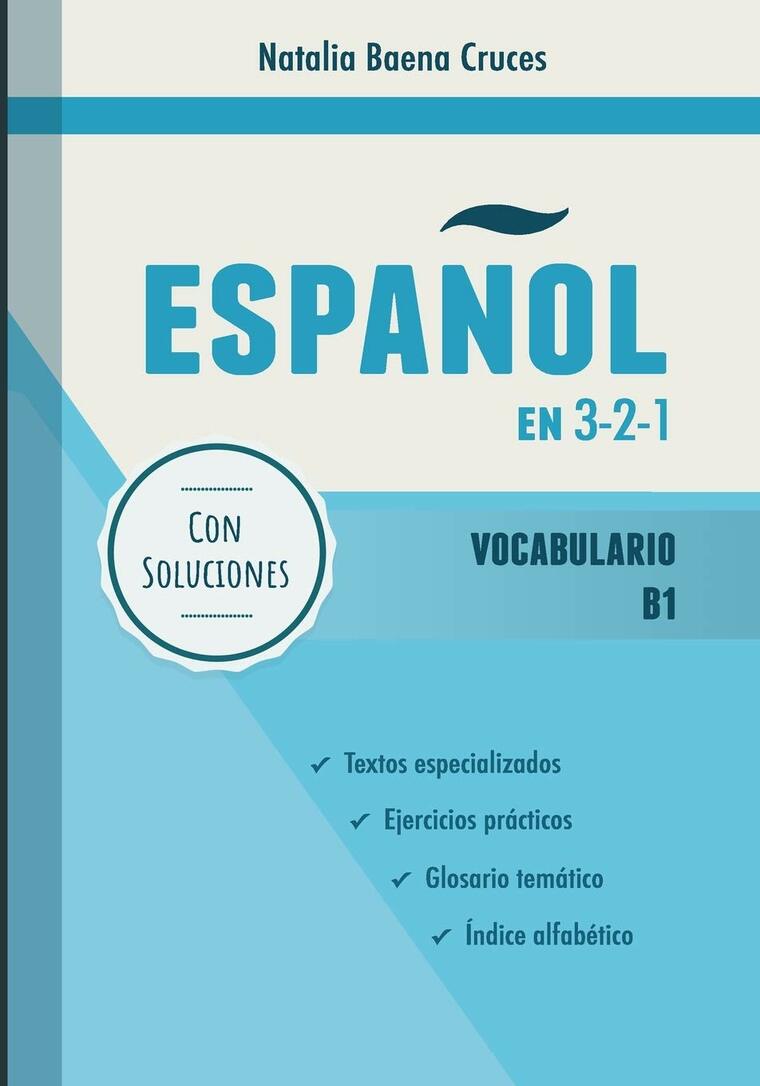 Natalia Baena Cruces
ESPAÑOL
EN 3-2-1
CON
SOLUCIONES
VOCABULARIO
B1
✔ Textos especializados
✔ Ejercicios prácticos
✔ Glosario temático
✔ Índice alfabético